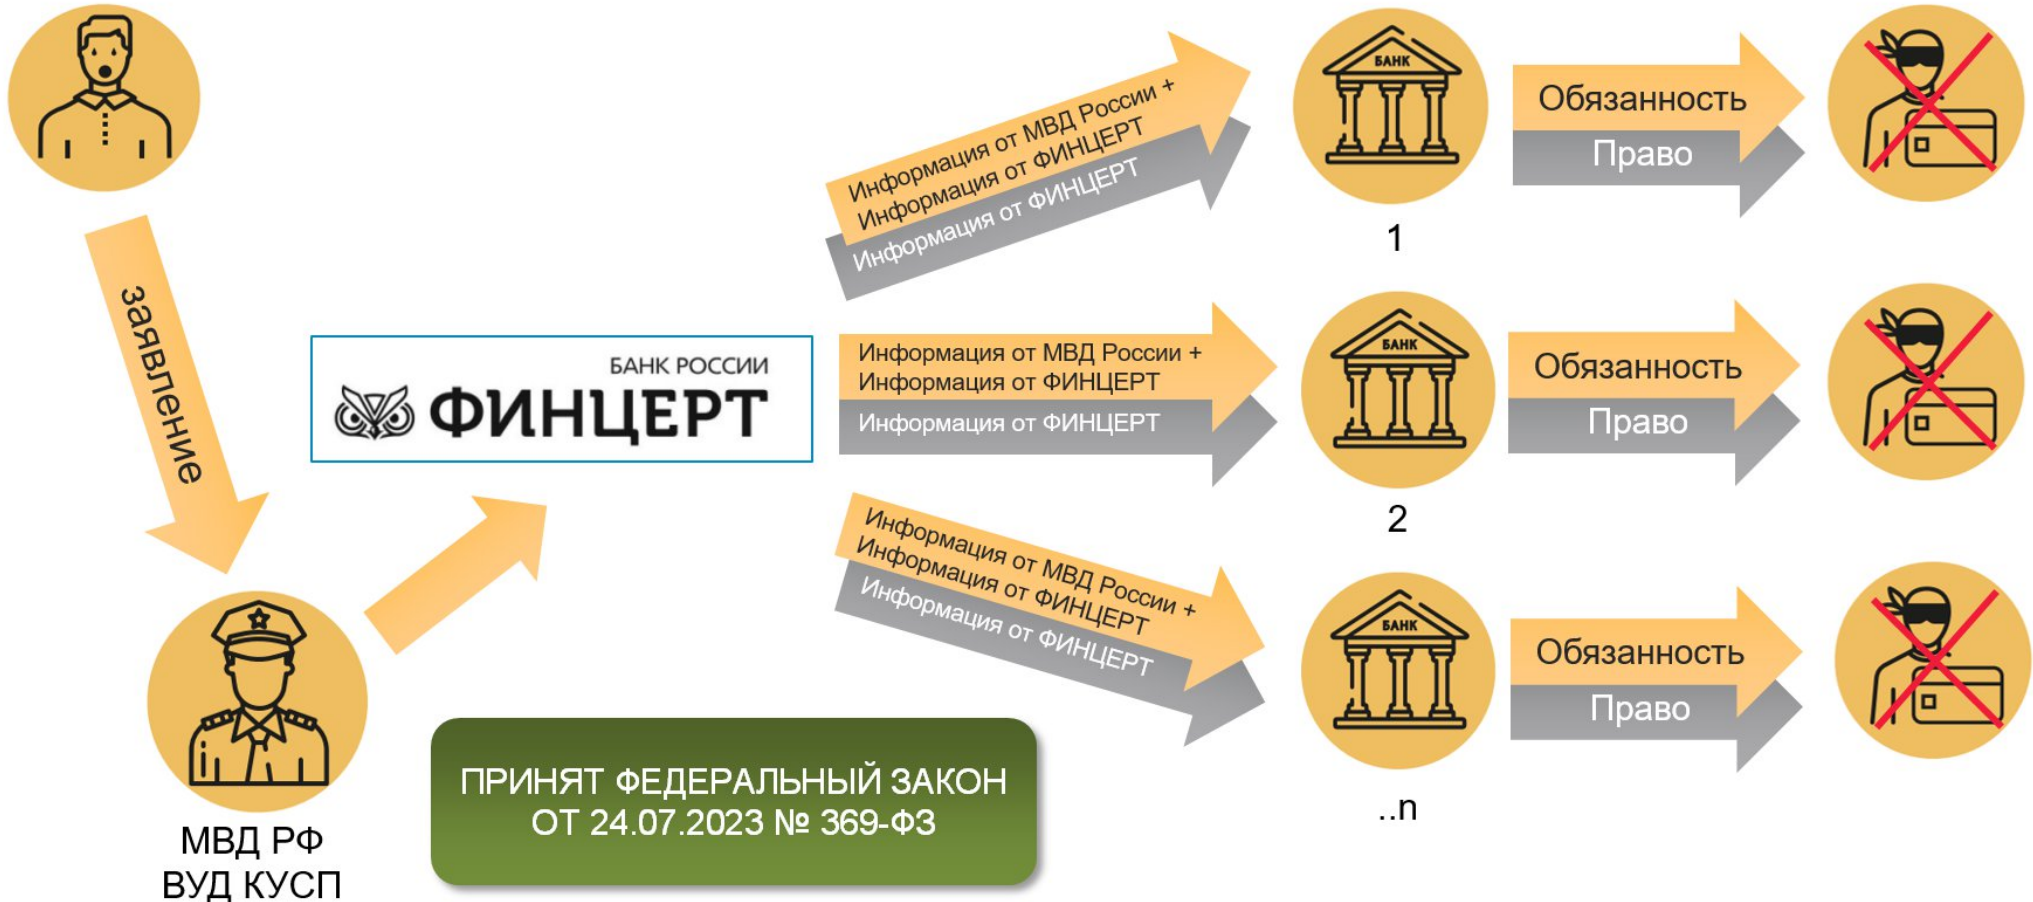 заявление
МВД РФ
ВУД КУСП
БАНК РОССИИ
ФИНЦЕРТ
ПРИНЯТ ФЕДЕРАЛЬНЫЙ ЗАКОН
ОТ 24.07.2023 № 369-ФЗ
Информация от МВД России +
Информация от ФИНЦЕРТ
Информация от ФИНЦЕРТ
БАНК
1
Обязанность
Право
Информация от МВД России +
Информация от ФИНЦЕРТ
Информация от ФИНЦЕРТ
БАНК
2
Обязанность
Право
Информация от МВД России +
Информация от ФИНЦЕРТ
Информация от ФИНЦЕРТ
БАНК
..n
Обязанность
Право